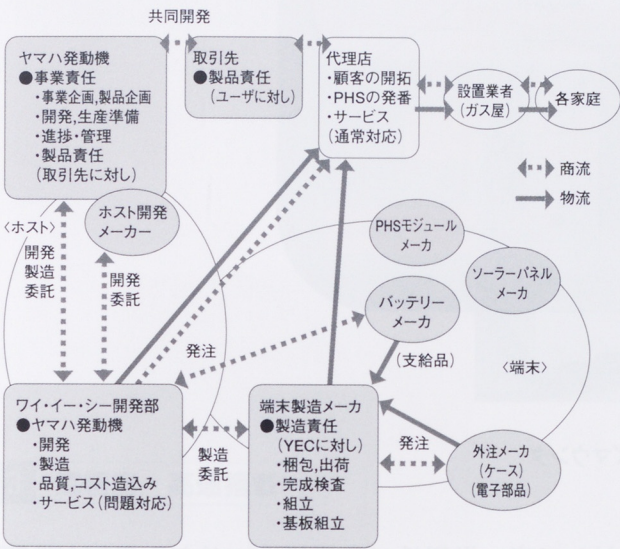 共同開発
ヤマハ発動機
●事業責任
・事業企画,製品企画
・開発,生産準備
・進捗・管理
・製品責任
(取引先に対し)
取引先
●製品責任
(ユーザに対し)
代理店
・顧客の開拓
・PHSの発番
・サービス
(通常対応)
設置業者
(ガス屋)
各家庭
商流
物流
〈ホスト〉
開発
製造
委託
ホスト開発
メーカー
開発
委託
PHSモジュール
メーカ
ソーラーパネル
メーカ
バッテリー
メーカ
(支給品)
〈端末〉
発注
ワイ・イー・シー開発部
●ヤマハ発動機
・開発
・製造
・品質,コスト造込み
・サービス(問題対応)
製造
委託
端末製造メーカ
●製造責任
(YECに対し)
・梱包,出荷
・完成検査
・組立
・基板組立
発注
外注メーカ
(ケース)
(電子部品)